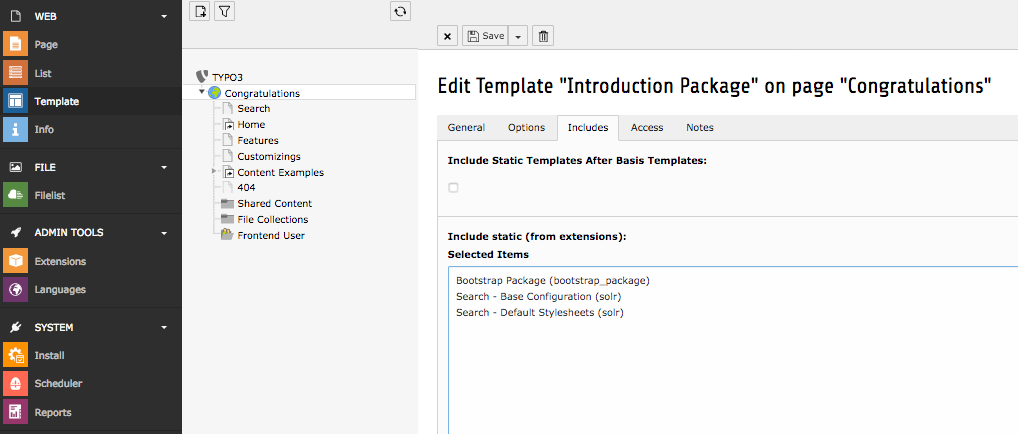 WEB
Page
List
Template
Info
FILE
Filelist
ADMIN TOOLS
Extensions
Languages
SYSTEM
Install
Scheduler
Reports
TYPO3
Congratulations
Search
Home
Features
Customizings
Content Examples
404
Shared Content
File Collections
Frontend User
Save
Edit Template "Introduction Package" on page "Congratulations"
General Options Includes Access Notes
Include Static Templates After Basis Templates:
Include static (from extensions):
Selected Items
Bootstrap Package (bootstrap_package)
Search - Base Configuration (solr)
Search - Default Stylesheets (solr)